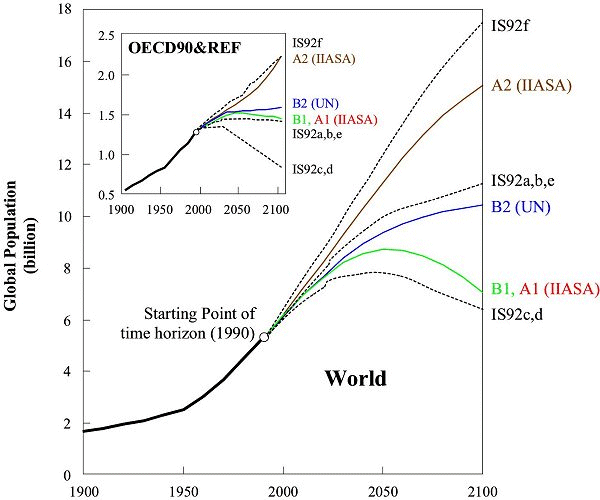 18
16
14
12
10
8
6
4
2
0
Global Population
(billion)
1900
1950
2000
2050
2100
OECD90&REF
2.5
2.0
1.5
1.0
0.5
1900
1950
2000
2050
2100
IS92f
A2 (IIASA)
B2 (UN)
B1, A1 (IIASA)
IS92a,b,e
IS92c,d
IS92f
A2 (IIASA)
IS92a,b,e
B2 (UN)
B1, A1 (IIASA)
IS92c,d
Starting Point of
time horizon (1990)
World